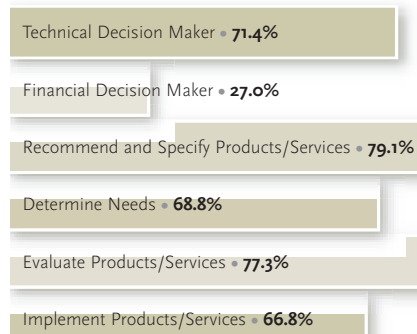 Technical Decision Maker • 71.4%
Financial Decision Maker • 27.0%
Recommend and Specify Products/Services • 79.1%
Determine Needs • 68.8%
Evaluate Products/Services • 77.3%
Implement Products/Services • 66.8%